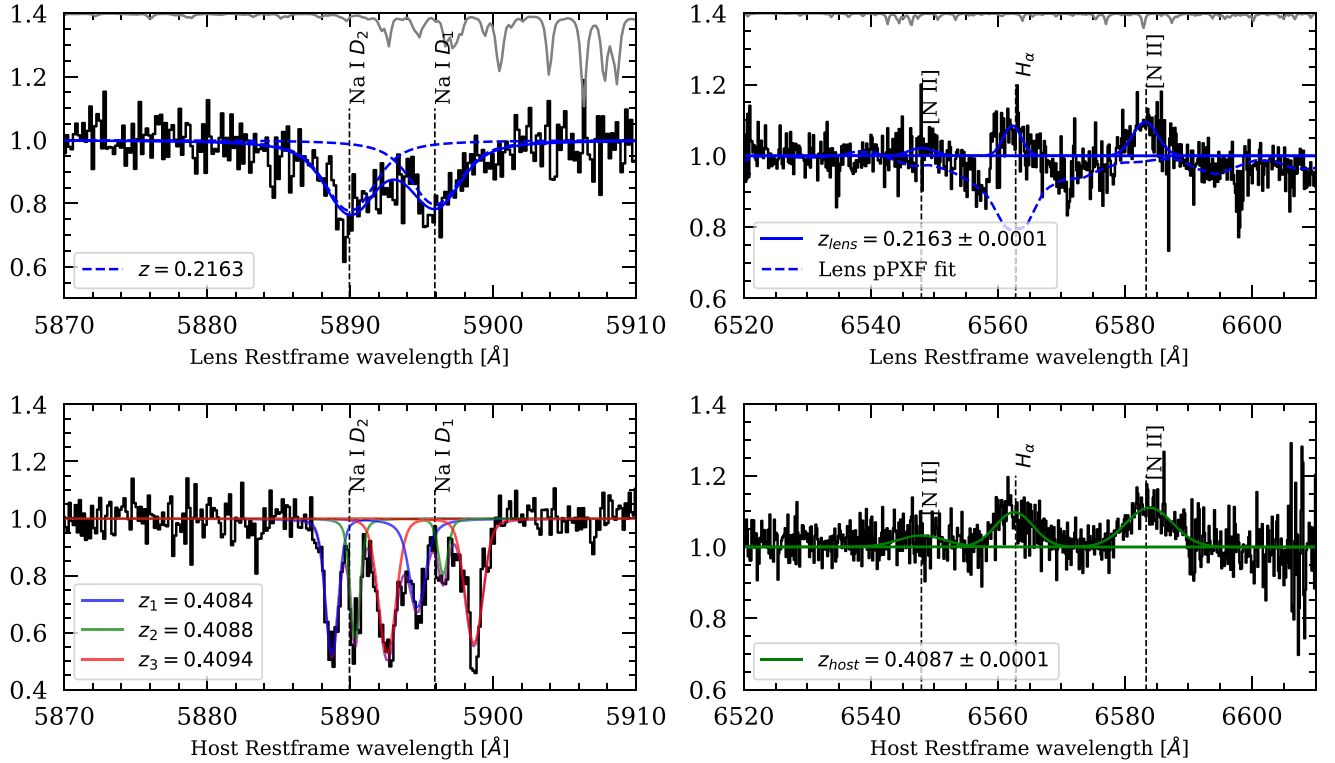 1.4
1.2
1.0
0.8
0.6
Na I D₂
Na I D₁
z = 0.2163
5870 5880 5890 5900 5910
Lens Restframe wavelength [Å]
1.4
1.2
1.0
0.8
0.6
[N II]
Hα
[N II]
z_lens = 0.2163 ± 0.0001
Lens pPXF fit
6520 6540 6560 6580 6600
Lens Restframe wavelength [Å]
1.4
1.2
1.0
0.8
0.6
0.4
Na I D₂
Na I D₁
z₁ = 0.4084
z₂ = 0.4088
z₃ = 0.4094
5870 5880 5890 5900 5910
Host Restframe wavelength [Å]
1.4
1.2
1.0
0.8
0.6
[N II]
Hα
[N II]
z_host = 0.4087 ± 0.0001
6520 6540 6560 6580 6600
Host Restframe wavelength [Å]